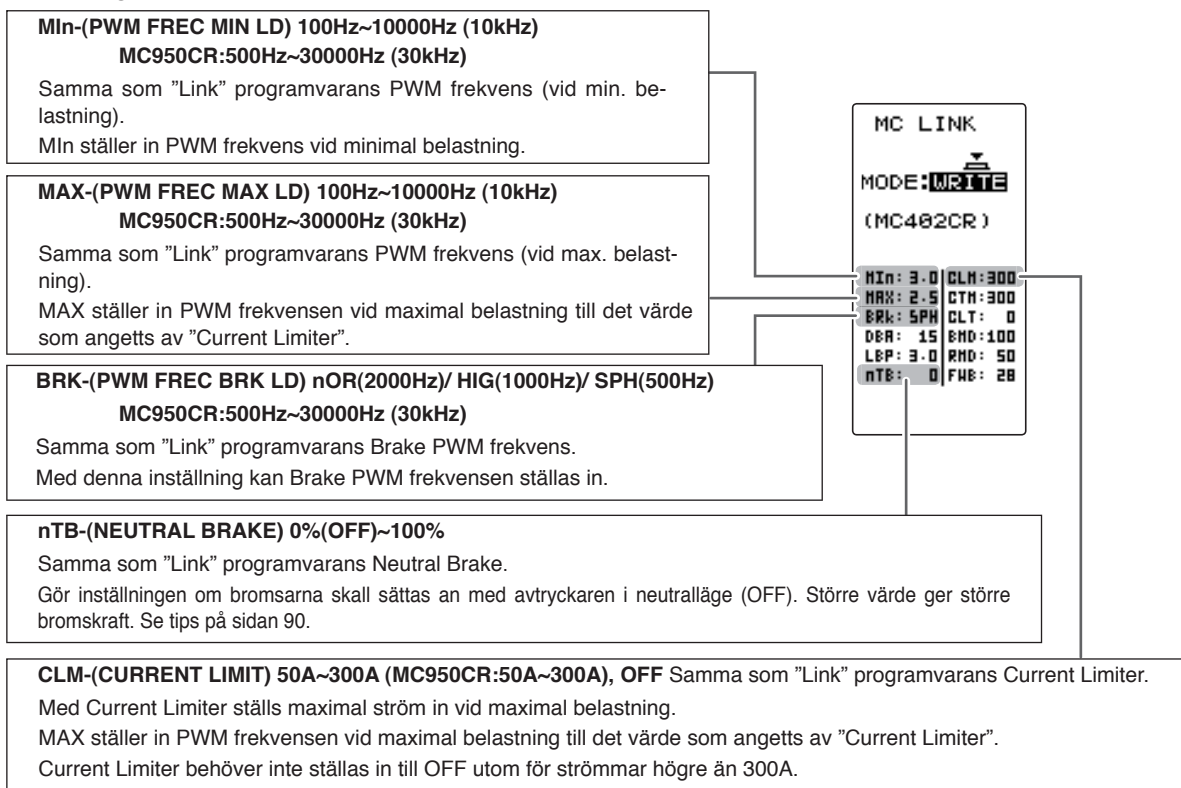 MIn-(PWM FREC MIN LD) 100Hz~10000Hz (10kHz)
MC950CR:500Hz~30000Hz (30kHz)
Samma som ”Link” programvarans PWM frekvens (vid min. be-
lastning).
MIn ställer in PWM frekvens vid minimal belastning.
MAX-(PWM FREC MAX LD) 100Hz~10000Hz (10kHz)
MC950CR:500Hz~30000Hz (30kHz)
Samma som ”Link” programvarans PWM frekvens (vid max. belast-
ning).
MAX ställer in PWM frekvensen vid maximal belastning till det värde
som angetts av ”Current Limiter”.
BRK-(PWM FREC BRK LD) nOR(2000Hz)/ HIG(1000Hz)/ SPH(500Hz)
MC950CR:500Hz~30000Hz (30kHz)
Samma som ”Link” programvarans Brake PWM frekvens.
Med denna inställning kan Brake PWM frekvensen ställas in.
MC LINK
MODE:WRITE
(MC402CR)
MIn: 3.0 CLM:300
MAX: 2.5 CTM:300
BRk: SPH CLT: 0
DBA: 15 BMD:100
LBP: 3.0 RMD: 50
nTB: 0 FWB: 28
nTB-(NEUTRAL BRAKE) 0%(OFF)~100%
Samma som ”Link” programvarans Neutral Brake.
Gör inställningen om bromsarna skall sättas an med avtryckaren i neutralläge (OFF). Större värde ger större
bromskraft. Se tips på sidan 90.
CLM-(CURRENT LIMIT) 50A~300A (MC950CR:50A~300A), OFF Samma som ”Link” programvarans Current Limiter.
Med Current Limiter ställs maximal ström in vid maximal belastning.
MAX ställer in PWM frekvensen vid maximal belastning till det värde som angetts av ”Current Limiter”.
Current Limiter behöver inte ställas in till OFF utom för strömmar högre än 300A.